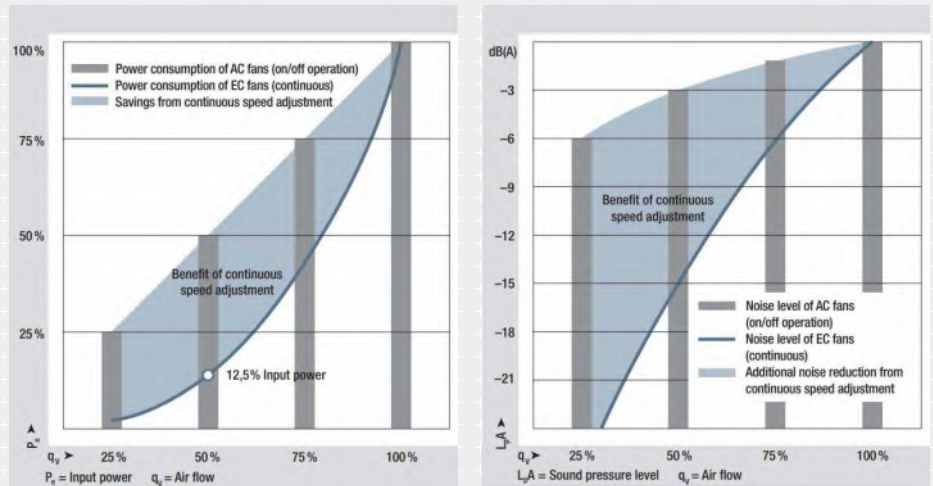 100 %
Power consumption of AC fans (on/off operation)
Power consumption of EC fans (continuous)
Savings from continuous speed adjustment
75 %
50 %
Benefit of continuous
speed adjustment
25 %
12,5% Input power
Pe
qv 25 % 50 % 75 % 100 %
Pe = Input power qv = Air flow
dB(A)
–3
–6
–9
Benefit of continuous
speed adjustment
–12
–15
Noise level of AC fans
(on/off operation)
–18
Noise level of EC fans
(continuous)
Additional noise reduction from
–21
continuous speed adjustment
LpA
qv 25 % 50 % 75 % 100 %
LpA = Sound pressure level qv = Air flow